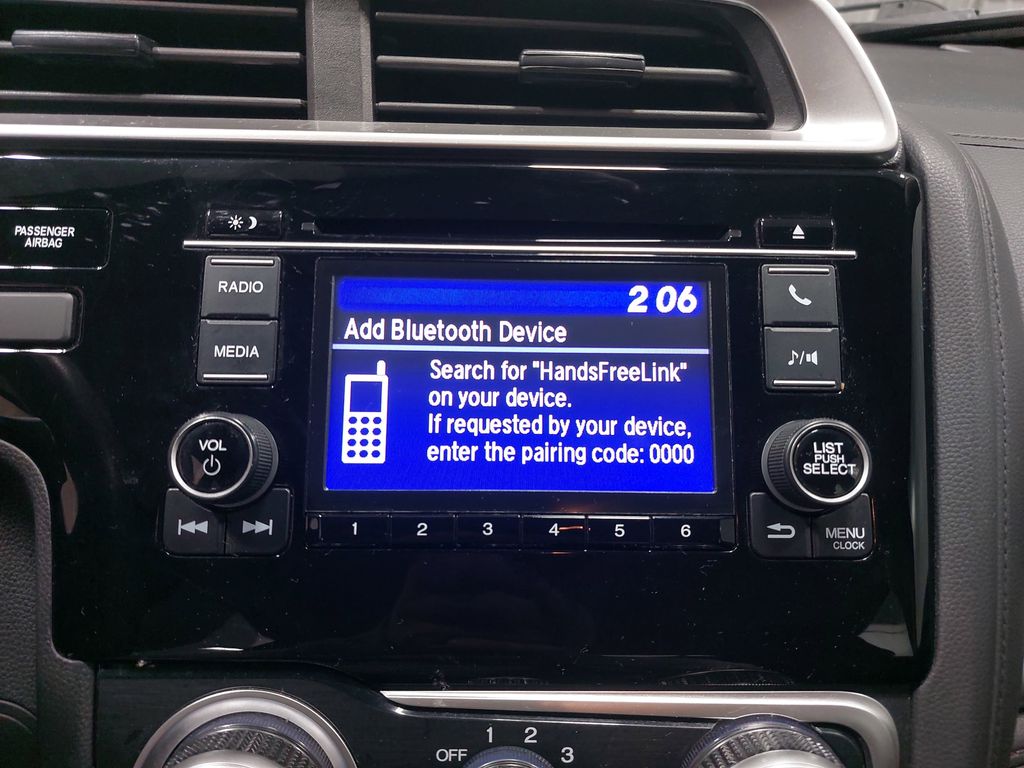 PASSENGER
AIRBAG
RADIO
MEDIA
VOL
2 06
Add Bluetooth Device
Search for "HandsFreeLink"
on your device.
If requested by your device,
enter the pairing code: 0000
1 2 3 4 5 6
LIST
PUSH
SELECT
MENU
CLOCK
OFF 1 2 3